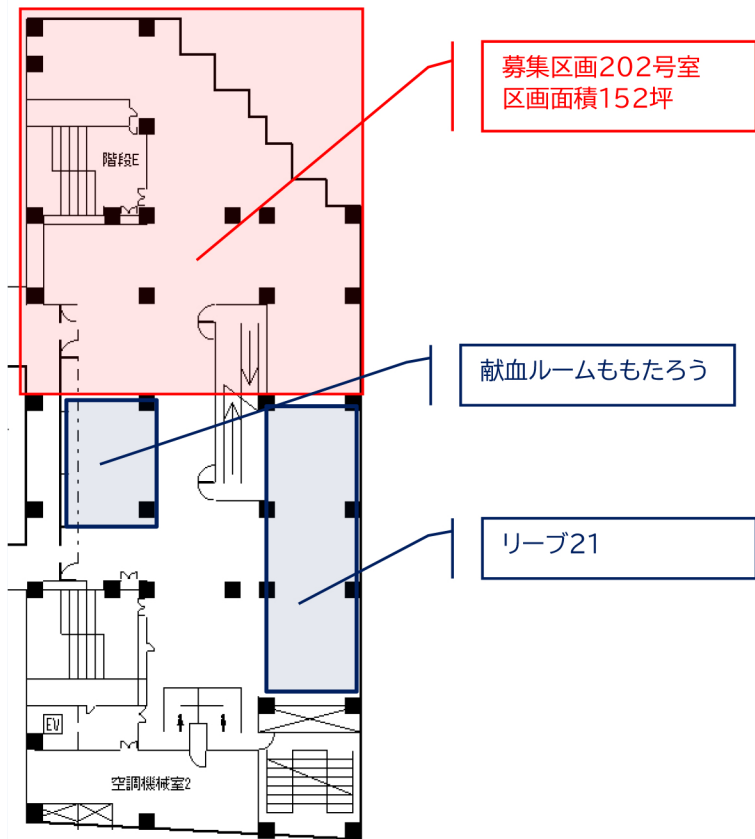 募集区画202号室
区画面積152坪
階段E
献血ルームももたろう
リーブ21
EV
空調機械室2